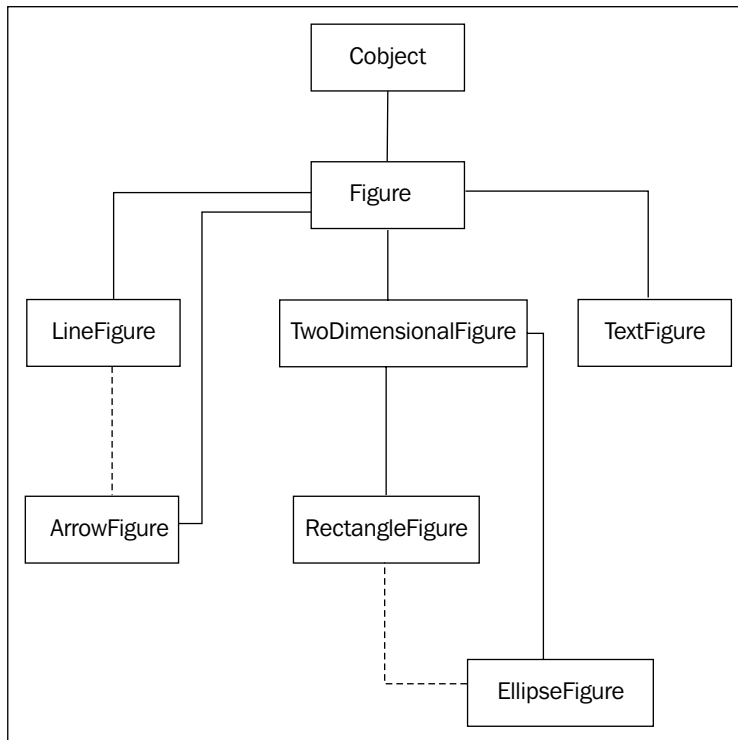 Cobject
Figure
LineFigure
TwoDimensionalFigure
TextFigure
ArrowFigure
RectangleFigure
EllipseFigure